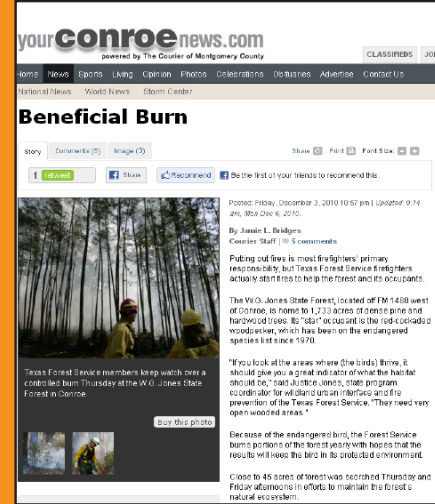 yourconroenews.com
powered by The Courier of Montgomery County
CLASSIFIEDS
Home News Sports Living Opinion Photos Celebrations Obituaries Advertise Contact Us
National News World News Storm Center
Beneficial Burn
Story Comments (5) Image (3) Share Print Font Size:
1 retweet Share Recommend Be the first of your friends to recommend this.
Posted: Friday, December 3, 2010 10:57 pm | Updated: 9:14
am, Mon Dec 6, 2010.
By Jamie L. Bridges
Courier Staff | 5 comments
Putting out fires is most firefighters' primary
responsibility, but Texas Forest Service firefighters
actually start fires to help the forest and its occupants.
The W.G. Jones State Forest, located off FM 1488 west
of Conroe, is home to 1,733 acres of dense pine and
hardwood trees. Its "star" occupant is the red-cockaded
woodpecker, which has been on the endangered
species list since 1970.
"If you look at the areas where (the birds) thrive, it
should give you a great indicator of what the habitat
should be," said Justice Jones, state program
coordinator for wildland urban interface and fire
prevention of the Texas Forest Service. "They need very
open wooded areas."
Because of the endangered bird, the Forest Service
burns portions of the forest yearly with hopes that the
results will keep the bird in its protected environment.
Close to 45 acres of forest was scorched Thursday and
Friday afternoons in efforts to maintain the forest's
natural ecosystem.
Texas Forest Service members keep watch over a
controlled burn Thursday at the W.G. Jones State
Forest in Conroe.
Buy this photo